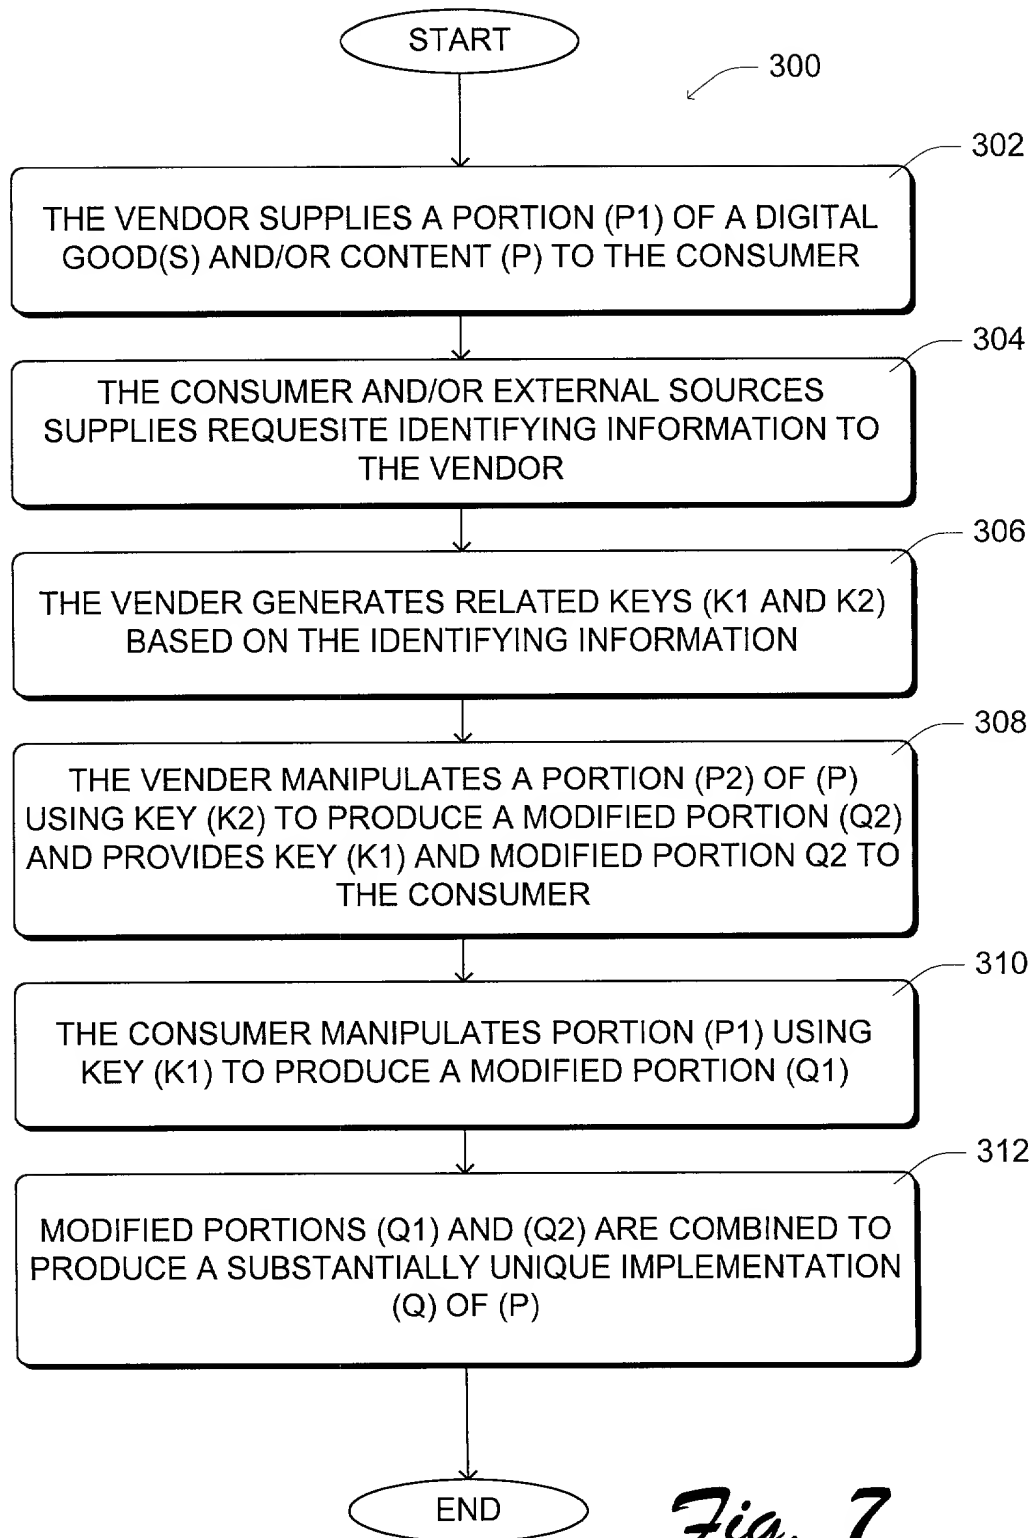 START
300
302
THE VENDOR SUPPLIES A PORTION (P1) OF A DIGITAL
GOOD(S) AND/OR CONTENT (P) TO THE CONSUMER
304
THE CONSUMER AND/OR EXTERNAL SOURCES
SUPPLIES REQUESITE IDENTIFYING INFORMATION TO
THE VENDOR
306
THE VENDER GENERATES RELATED KEYS (K1 AND K2)
BASED ON THE IDENTIFYING INFORMATION
308
THE VENDER MANIPULATES A PORTION (P2) OF (P)
USING KEY (K2) TO PRODUCE A MODIFIED PORTION (Q2)
AND PROVIDES KEY (K1) AND MODIFIED PORTION Q2 TO
THE CONSUMER
310
THE CONSUMER MANIPULATES PORTION (P1) USING
KEY (K1) TO PRODUCE A MODIFIED PORTION (Q1)
312
MODIFIED PORTIONS (Q1) AND (Q2) ARE COMBINED TO
PRODUCE A SUBSTANTIALLY UNIQUE IMPLEMENTATION
(Q) OF (P)
END
Fig. 7